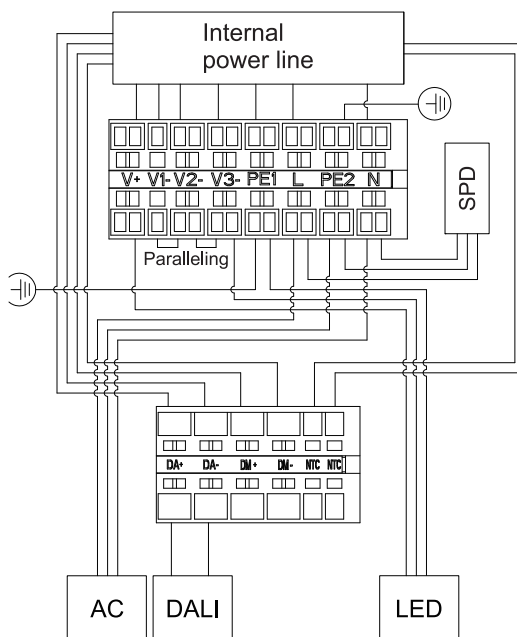 Internal
power line
V+ V1- V2- V3- PE1 L PE2 N
SPD
Paralleling
DA+ DA- DM+ DM- NTC NTC
AC
DALI
LED